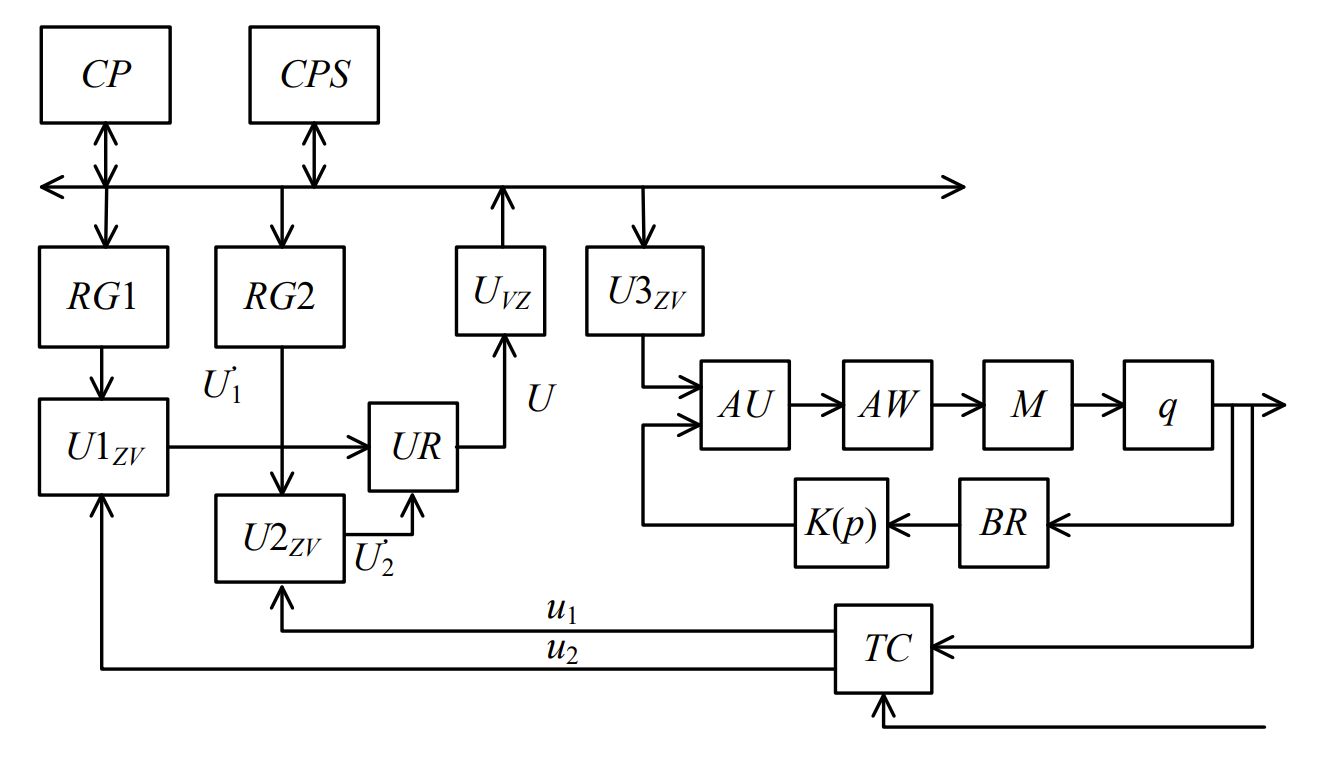 CP
CPS
RG1
RG2
U_VZ
U3_ZV
U̇_1
U
AU
AW
M
q
U1_ZV
UR
K(p)
BR
U2_ZV
U̇_2
u_1
u_2
TC